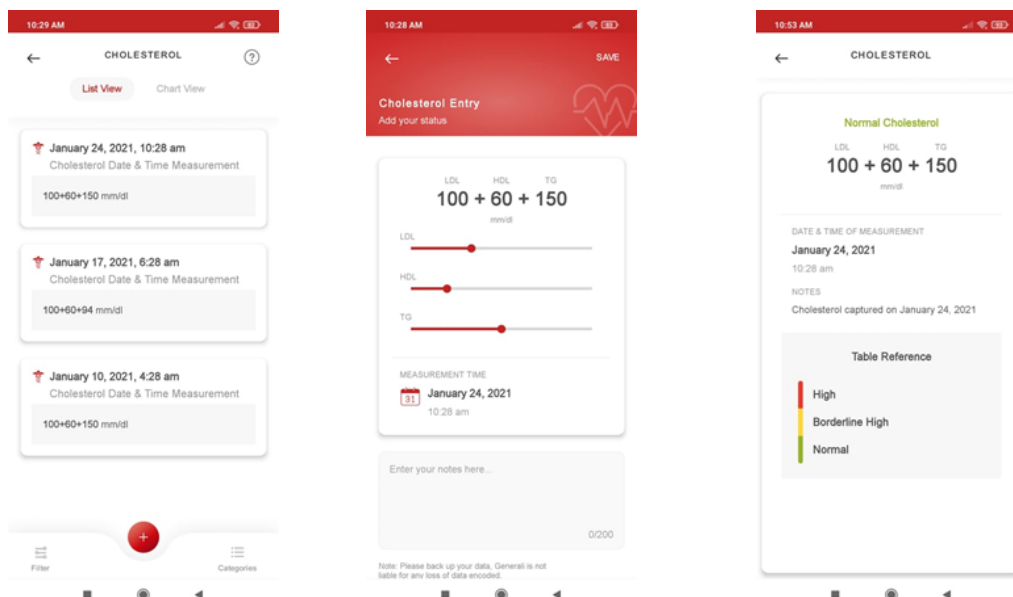 10:29 AM
CHOLESTEROL
?
List View
Chart View
January 24, 2021, 10:28 am
Cholesterol Date & Time Measurement
100+60+150 mm/dl
January 17, 2021, 6:28 am
Cholesterol Date & Time Measurement
100+60+94 mm/dl
January 10, 2021, 4:28 am
Cholesterol Date & Time Measurement
100+60+150 mm/dl
+
Filter
Categories
10:28 AM
SAVE
Cholesterol Entry
Add your status
LDL HDL TG
100 + 60 + 150
mm/dl
LDL
HDL
TG
MEASUREMENT TIME
31
January 24, 2021
10:28 am
Enter your notes here...
0/200
Note: Please back up your data, Generali is not
liable for any loss of data encoded.
10:53 AM
CHOLESTEROL
Normal Cholesterol
LDL HDL TG
100 + 60 + 150
mm/dl
DATE & TIME OF MEASUREMENT
January 24, 2021
10:28 am
NOTES
Cholesterol captured on January 24, 2021
Table Reference
High
Borderline High
Normal